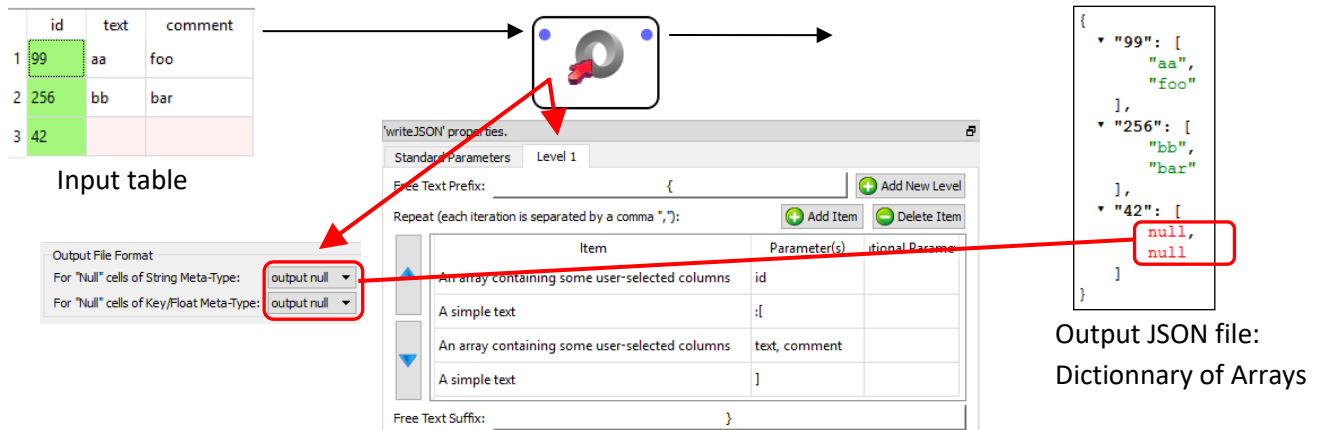 id text comment
1 99 aa foo
2 256 bb bar
3 42
Input table
'writeJSON' properties.
Standard Parameters Level 1
Free Text Prefix: { Add New Level
Repeat (each iteration is separated by a comma ","): Add Item Delete Item
Item Parameter(s) itional Parame
An array containing some user-selected columns id
A simple text :[
An array containing some user-selected columns text, comment
A simple text ]
Free Text Suffix: }
Output File Format
For "Null" cells of String Meta-Type: output null
For "Null" cells of Key/Float Meta-Type: output null
{
"99": [
"aa",
"foo"
],
"256": [
"bb",
"bar"
],
"42": [
null,
null
]
}
Output JSON file:
Dictionnary of Arrays